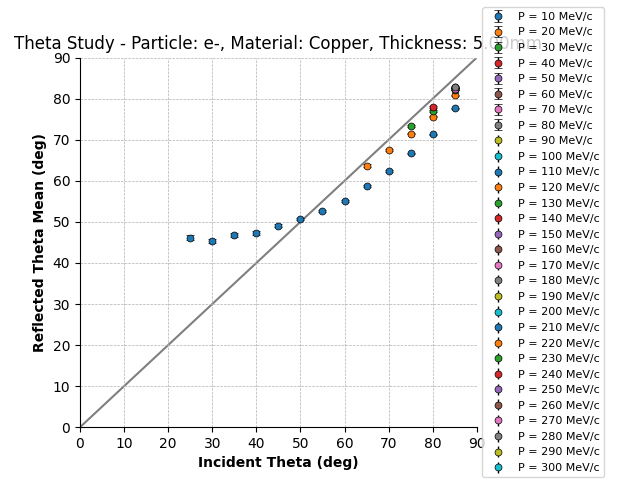 Theta Study - Particle: e-, Material: Copper, Thickness: 5.00mm
Reflected Theta Mean (deg)
90
80
70
60
50
40
30
20
10
0
0 10 20 30 40 50 60 70 80 90
Incident Theta (deg)
P = 10 MeV/c
P = 20 MeV/c
P = 30 MeV/c
P = 40 MeV/c
P = 50 MeV/c
P = 60 MeV/c
P = 70 MeV/c
P = 80 MeV/c
P = 90 MeV/c
P = 100 MeV/c
P = 110 MeV/c
P = 120 MeV/c
P = 130 MeV/c
P = 140 MeV/c
P = 150 MeV/c
P = 160 MeV/c
P = 170 MeV/c
P = 180 MeV/c
P = 190 MeV/c
P = 200 MeV/c
P = 210 MeV/c
P = 220 MeV/c
P = 230 MeV/c
P = 240 MeV/c
P = 250 MeV/c
P = 260 MeV/c
P = 270 MeV/c
P = 280 MeV/c
P = 290 MeV/c
P = 300 MeV/c